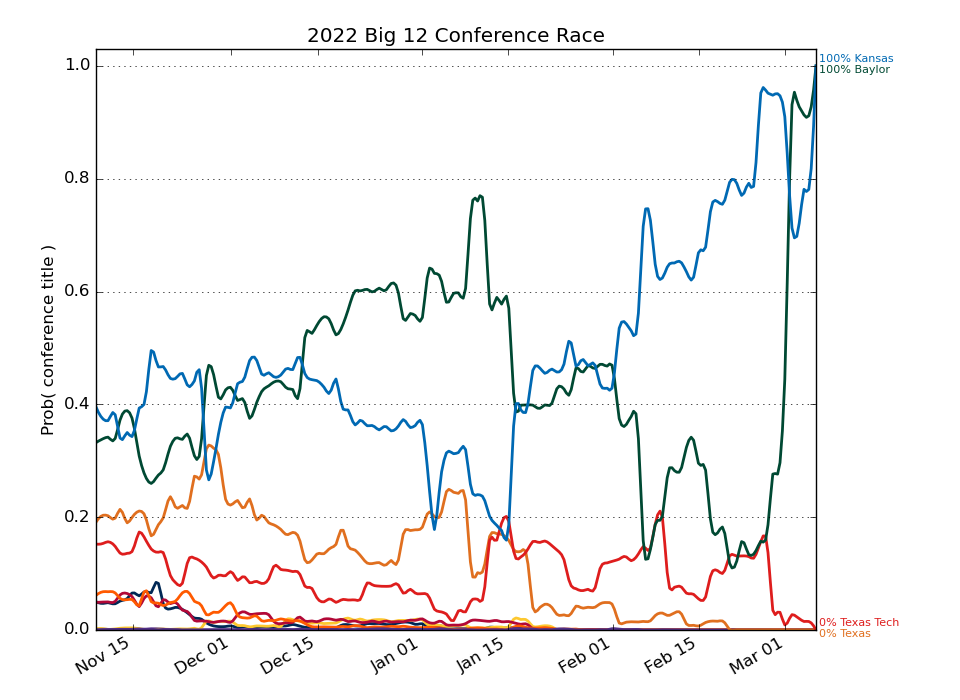 2022 Big 12 Conference Race
Prob( conference title )
1.0
0.8
0.6
0.4
0.2
0.0
Nov 15
Dec 01
Dec 15
Jan 01
Jan 15
Feb 01
Feb 15
Mar 01
100% Kansas
100% Baylor
0% Texas Tech
0% Texas